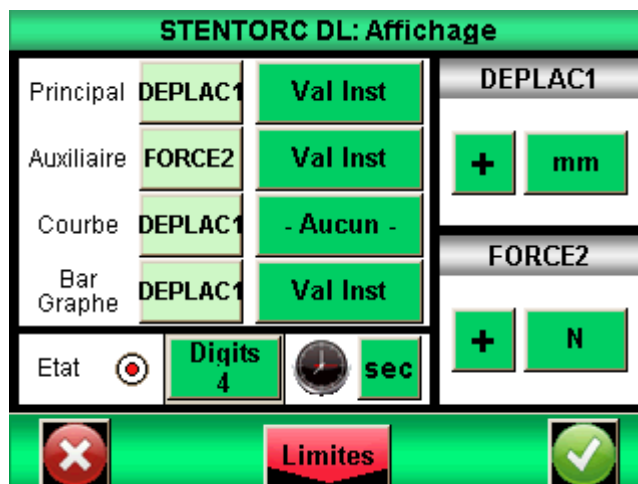 STENTORC DL: Affichage
Principal DEPLAC1 Val Inst
Auxiliaire FORCE2 Val Inst
Courbe DEPLAC1 - Aucun -
Bar
Graphe DEPLAC1 Val Inst
Etat Digits
4 sec
DEPLAC1
+ mm
FORCE2
+ N
Limites